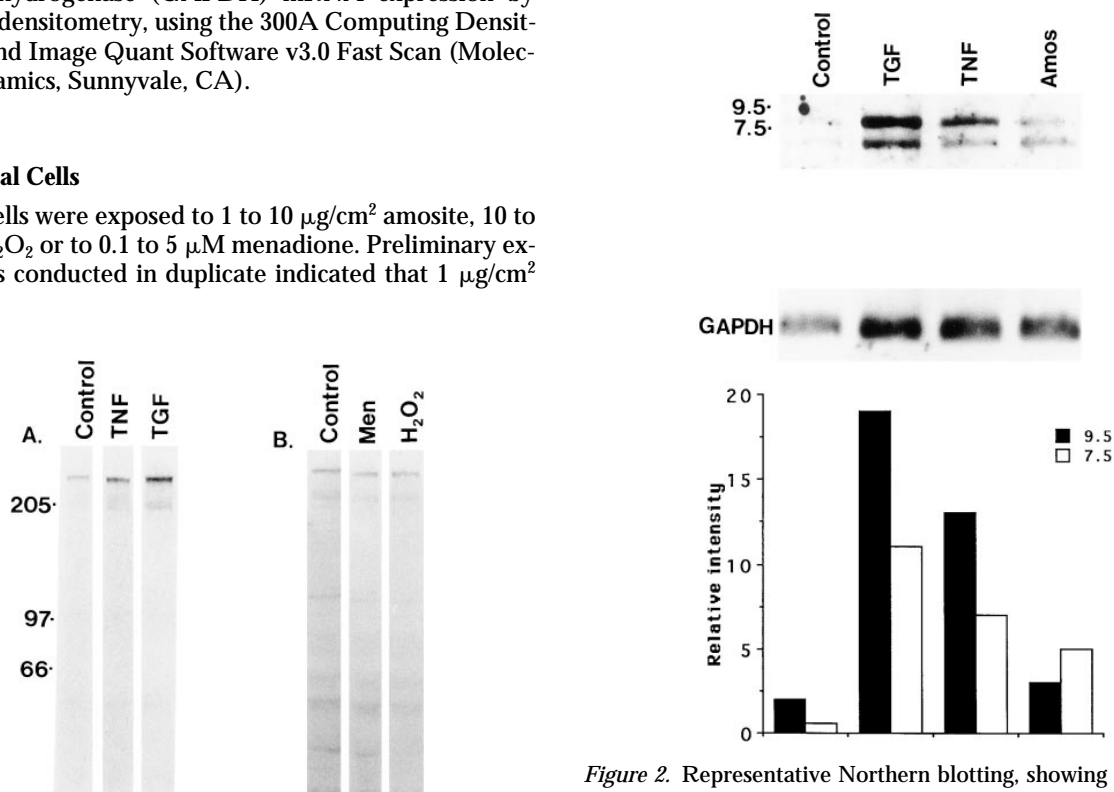 hydrogenase (GAPDH) mRNA expression by
densitometry, using the 300A Computing Densit-
nd Image Quant Software v3.0 Fast Scan (Molec-
amics, Sunnyvale, CA).
al Cells
ells were exposed to 1 to 10 μg/cm² amosite, 10 to
₂O₂ or to 0.1 to 5 μM menadione. Preliminary ex-
s conducted in duplicate indicated that 1 μg/cm²
A.
Control
TNF
TGF
205
97
66
B.
Control
Men
H₂O₂
Control
TGF
TNF
Amos
9.5
7.5
GAPDH
20
15
10
5
0
Relative intensity
9.5
7.5
Figure 2. Representative Northern blotting, showing